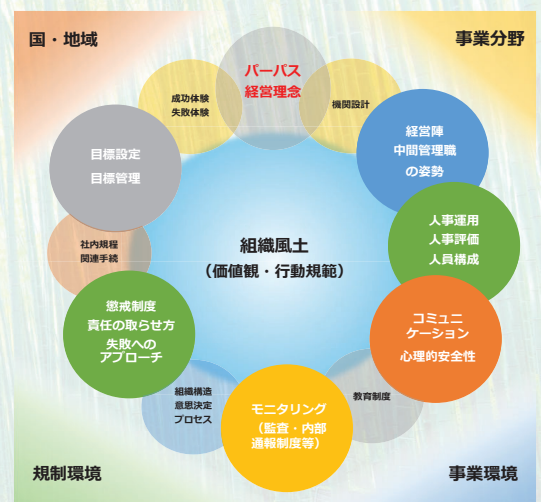 国・地域
事業分野
パーパス
経営理念
成功体験
失敗体験
機関設計
目標設定
目標管理
経営陣
中間管理職
の姿勢
社内規程
関連手続
組織風土
（価値観・行動規範）
人事運用
人事評価
人員構成
懲戒制度
責任の取らせ方
失敗への
アプローチ
コミュニ
ケーション
心理的安全性
組織構造
意思決定
プロセス
モニタリング
（監査・内部
通報制度等）
教育制度
規制環境
事業環境